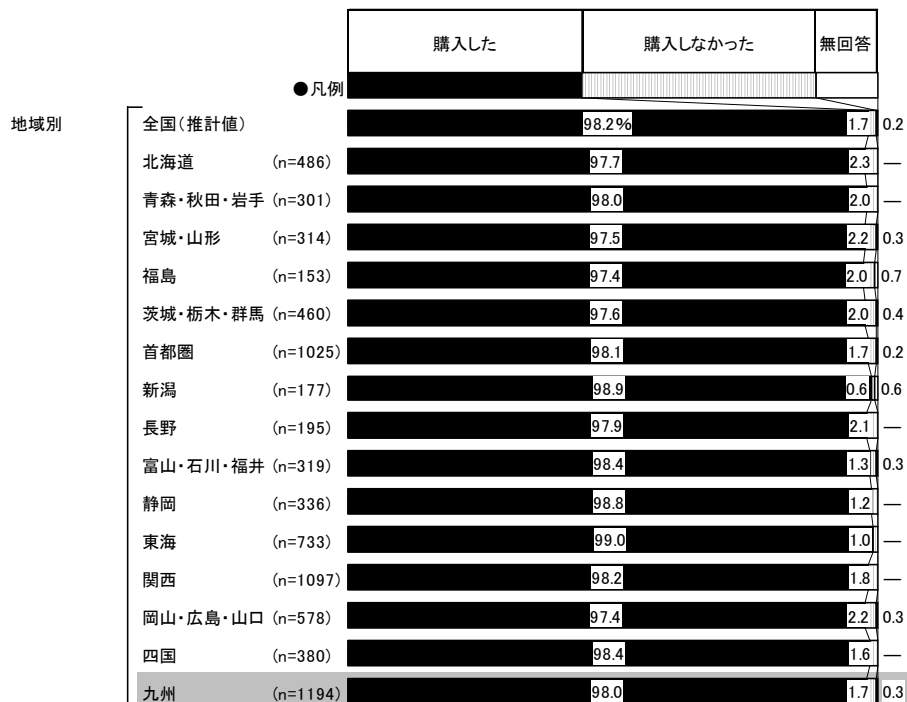 購入した 購入しなかった 無回答
●凡例
地域別 全国(推計値) 98.2% 1.7 0.2
北海道 (n=486) 97.7 2.3 —
青森・秋田・岩手 (n=301) 98.0 2.0 —
宮城・山形 (n=314) 97.5 2.2 0.3
福島 (n=153) 97.4 2.0 0.7
茨城・栃木・群馬 (n=460) 97.6 2.0 0.4
首都圏 (n=1025) 98.1 1.7 0.2
新潟 (n=177) 98.9 0.6 0.6
長野 (n=195) 97.9 2.1 —
富山・石川・福井 (n=319) 98.4 1.3 0.3
静岡 (n=336) 98.8 1.2 —
東海 (n=733) 99.0 1.0 —
関西 (n=1097) 98.2 1.8 —
岡山・広島・山口 (n=578) 97.4 2.2 0.3
四国 (n=380) 98.4 1.6 —
九州 (n=1194) 98.0 1.7 0.3